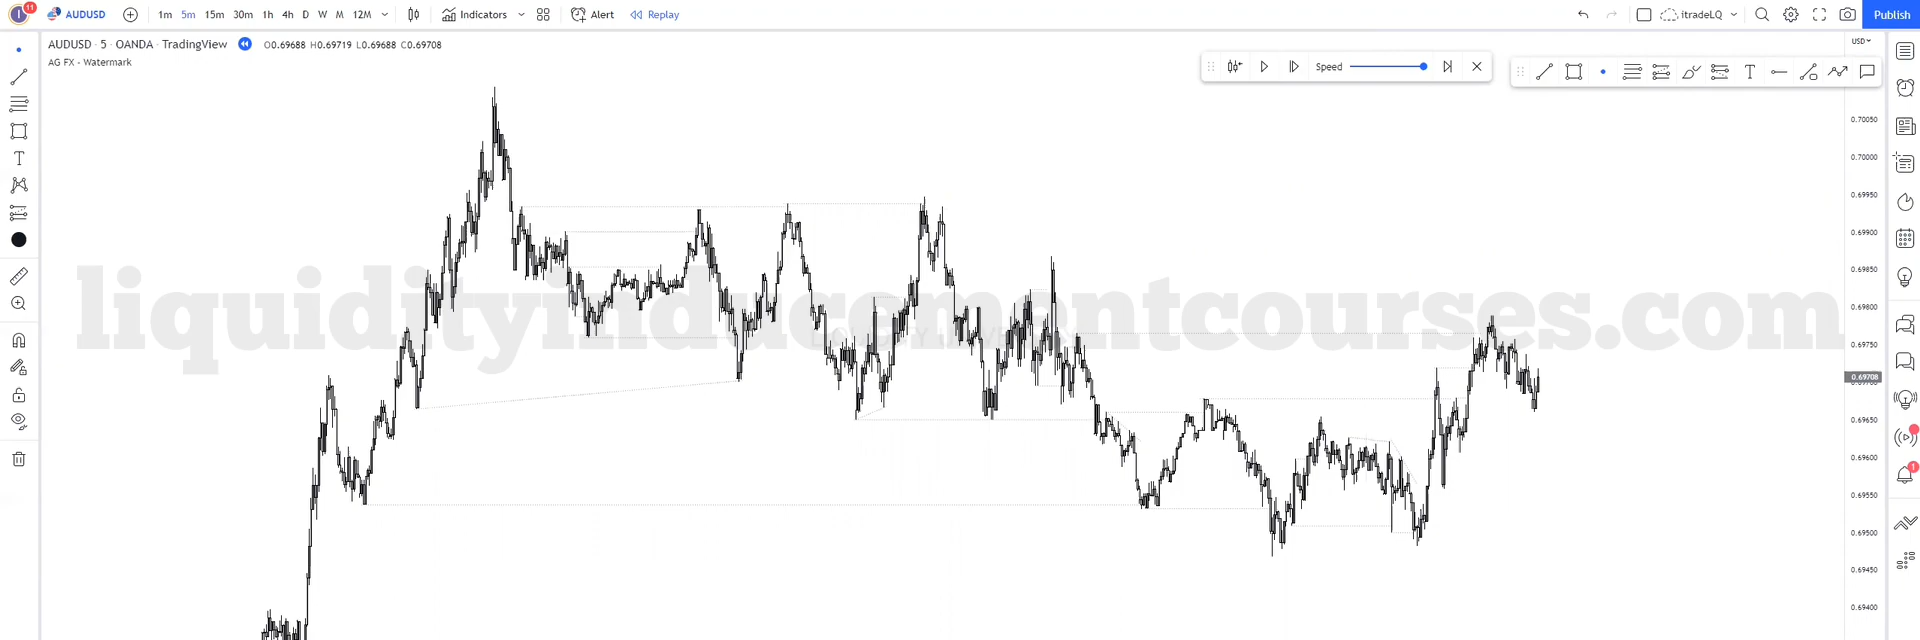 11
AUDUSD
1m 5m 15m 30m 1h 4h D W M 12M
Indicators
Alert
Replay
itradeLQ
Publish
AUDUSD · 5 · OANDA · TradingView
O0.69688 H0.69719 L0.69688 C0.69708
AG FX - Watermark
Speed
USD
0.70050
0.70000
0.69950
0.69900
0.69850
liquidityinducementcourses.com
0.69800
0.69750
0.69708
0.69650
0.69600
0.69550
0.69500
0.69450
0.69400
1